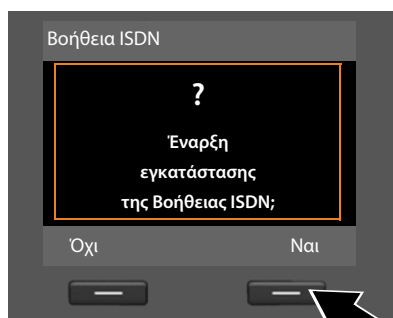 Βοήθεια ISDN
?
Έναρξη
εγκατάστασης
της Βοήθειας ISDN;
Όχι Ναι